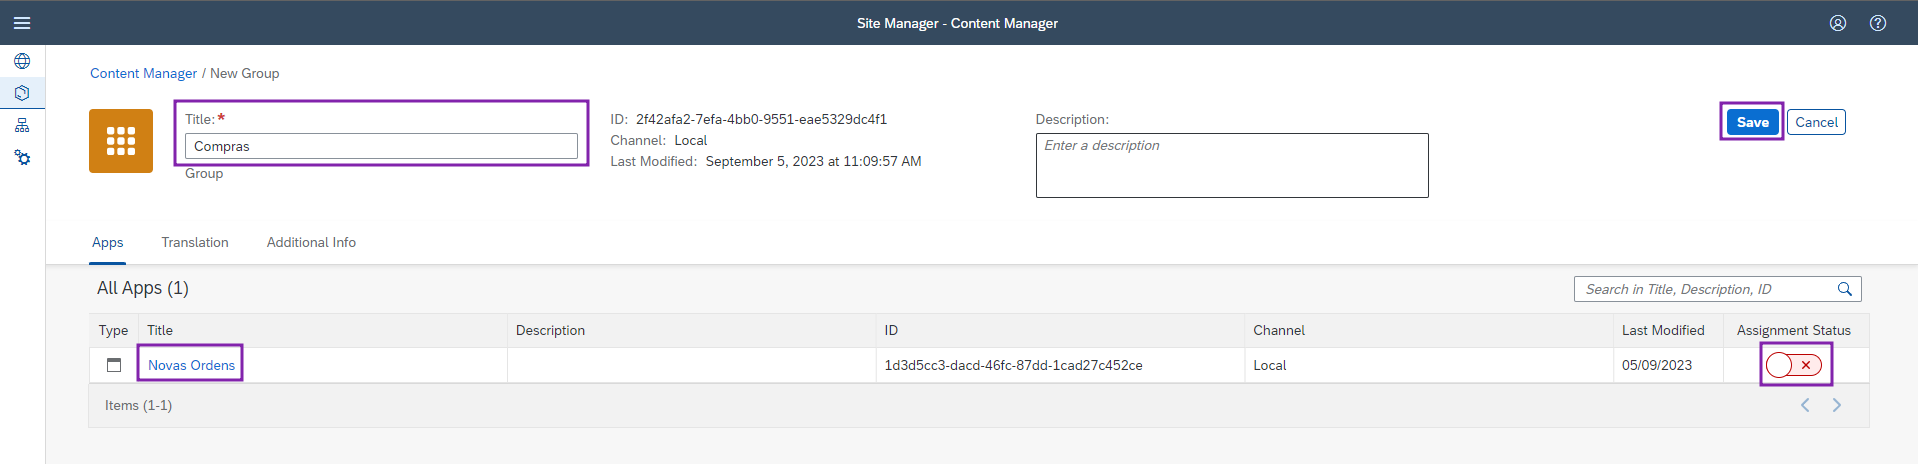 Site Manager - Content Manager
Content Manager / New Group
Title: *
Compras
Group
ID: 2f42afa2-7efa-4bb0-9551-eae5329dc4f1
Channel: Local
Last Modified: September 5, 2023 at 11:09:57 AM
Description:
Enter a description
Save Cancel
Apps Translation Additional Info
All Apps (1)
Search in Title, Description, ID
Type Title Description ID Channel Last Modified Assignment Status
Novas Ordens 1d3d5cc3-dacd-46fc-87dd-1cad27c452ce Local 05/09/2023
Items (1-1)